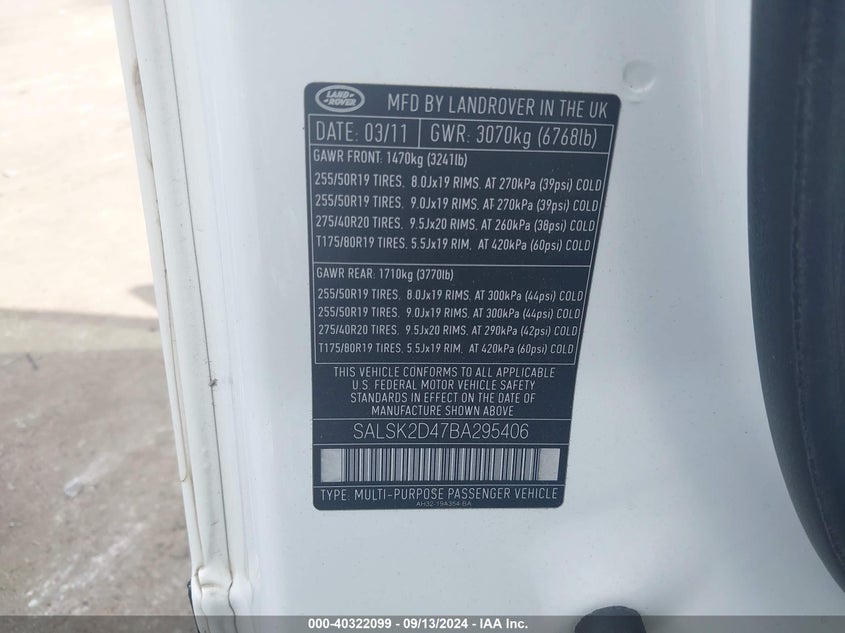 LAND ROVER
MFD BY LANDROVER IN THE UK
DATE: 03/11 GWR: 3070kg (6768lb)
GAWR FRONT: 1470kg (3241lb)
255/50R19 TIRES, 8.0Jx19 RIMS, AT 270kPa (39psi) COLD
255/50R19 TIRES, 9.0Jx19 RIMS, AT 270kPa (39psi) COLD
275/40R20 TIRES, 9.5Jx20 RIMS, AT 260kPa (38psi) COLD
T175/80R19 TIRES, 5.5Jx19 RIM, AT 420kPa (60psi) COLD
GAWR REAR: 1710kg (3770lb)
255/50R19 TIRES, 8.0Jx19 RIMS, AT 300kPa (44psi) COLD
255/50R19 TIRES, 9.0Jx19 RIMS, AT 300kPa (44psi) COLD
275/40R20 TIRES, 9.5Jx20 RIMS, AT 290kPa (42psi) COLD
T175/80R19 TIRES, 5.5Jx19 RIM, AT 420kPa (60psi) COLD
THIS VEHICLE CONFORMS TO ALL APPLICABLE
U.S. FEDERAL MOTOR VEHICLE SAFETY
STANDARDS IN EFFECT ON THE DATE OF
MANUFACTURE SHOWN ABOVE
SALSK2D47BA295406
TYPE: MULTI-PURPOSE PASSENGER VEHICLE
AH32-19A354-BA
000-40322099 - 09/13/2024 - IAA Inc.